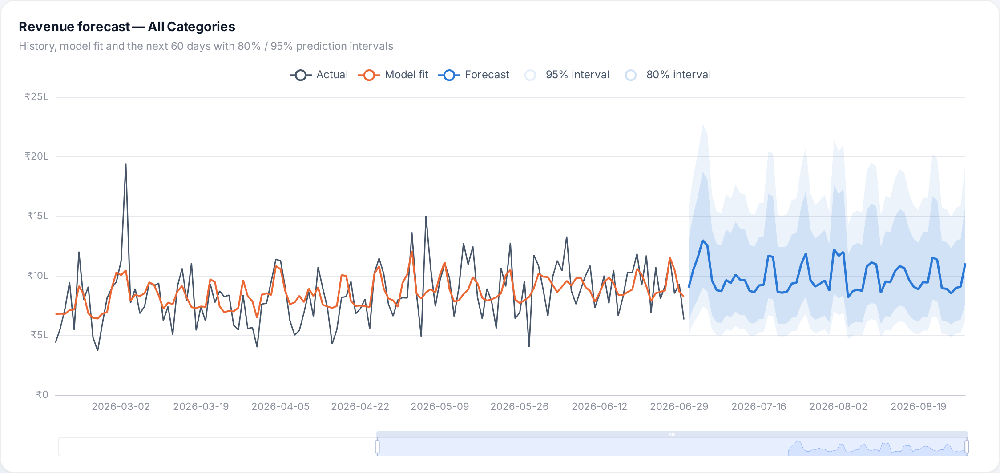 Revenue forecast — All Categories
History, model fit and the next 60 days with 80% / 95% prediction intervals
Actual Model fit Forecast 95% interval 80% interval
₹25L
₹20L
₹15L
₹10L
₹5L
₹0
2026-03-02 2026-03-19 2026-04-05 2026-04-22 2026-05-09 2026-05-26 2026-06-12 2026-06-29 2026-07-16 2026-08-02 2026-08-19